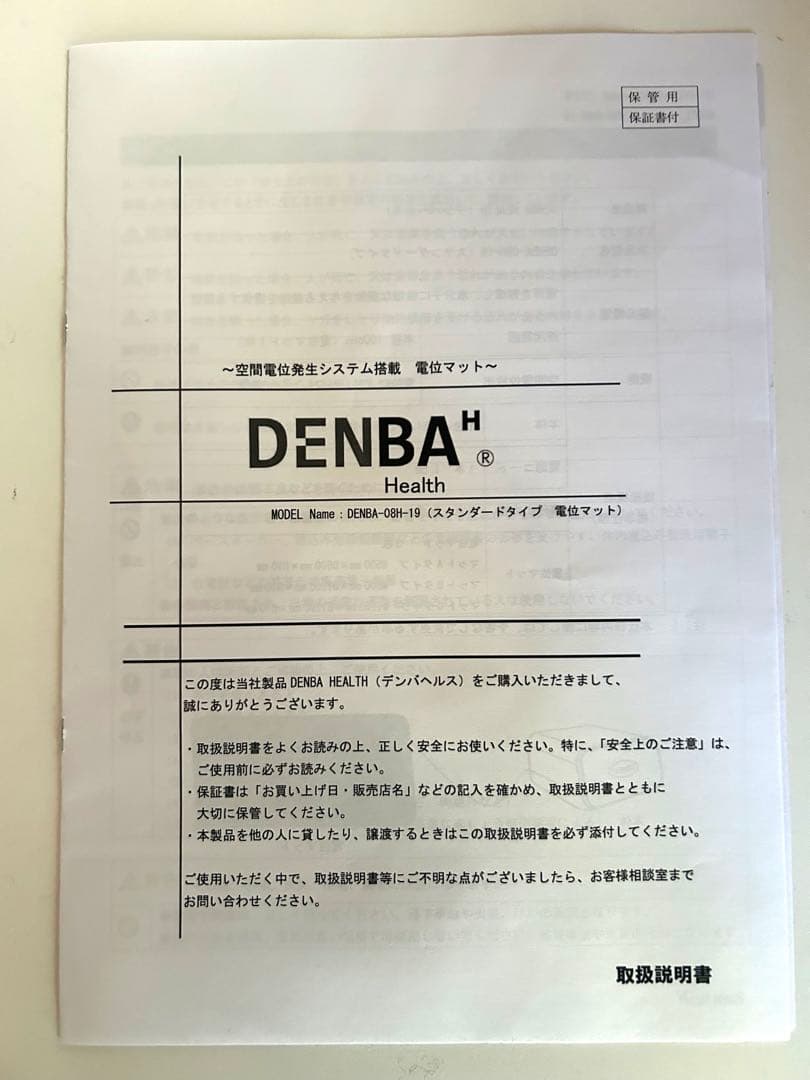 保管用
保証書付
～空間電位発生システム搭載　電位マット～
DENBA H ®
Health
MODEL Name：DENBA-08H-19（スタンダードタイプ　電位マット）
この度は当社製品 DENBA HEALTH（デンバヘルス）をご購入いただきまして、
誠にありがとうございます。
・取扱説明書をよくお読みの上、正しく安全にお使いください。特に、「安全上のご注意」は、
ご使用前に必ずお読みください。
・保証書は「お買い上げ日・販売店名」などの記入を確かめ、取扱説明書とともに
大切に保管してください。
・本製品を他の人に貸したり、譲渡するときはこの取扱説明書を必ず添付してください。
ご使用いただく中で、取扱説明書等にご不明な点がございましたら、お客様相談室まで
お問い合わせください。
取扱説明書